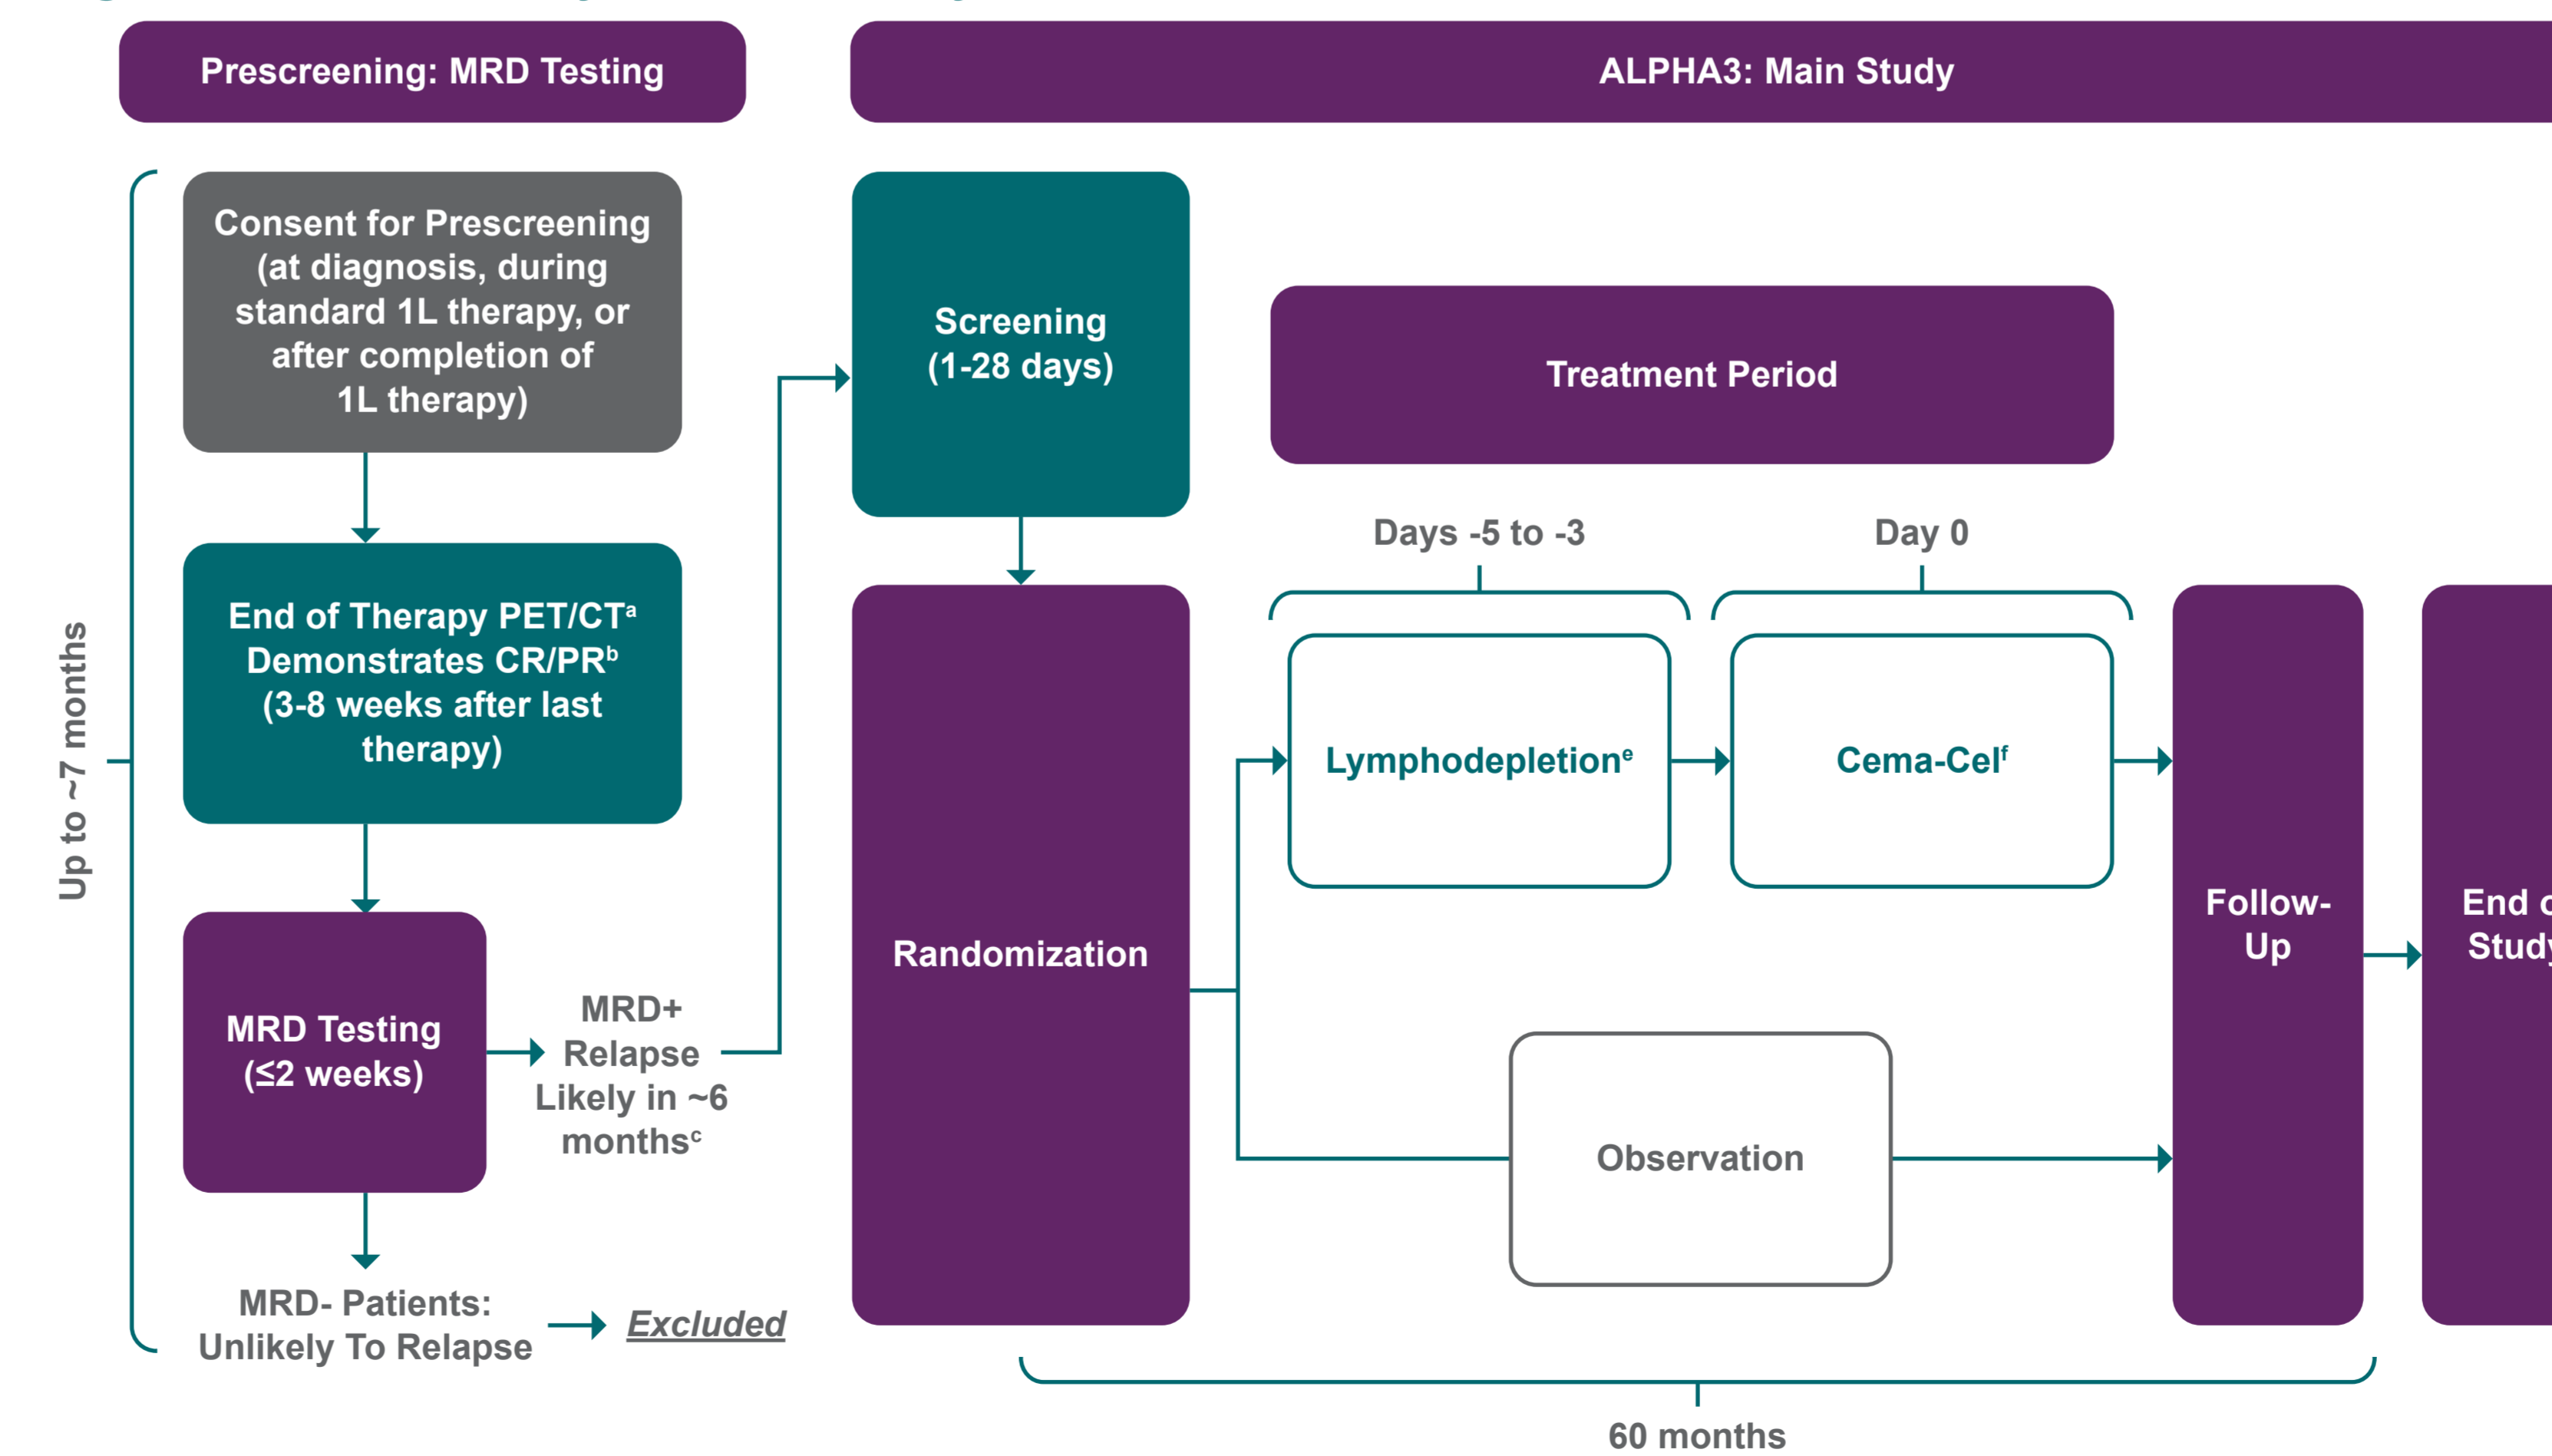 Prescreening: MRD Testing
ALPHA3: Main Study
Up to ~7 months
Consent for Prescreening
(at diagnosis, during
standard 1L therapy, or
after completion of
1L therapy)
End of Therapy PET/CTᵃ
Demonstrates CR/PRᵇ
(3-8 weeks after last
therapy)
MRD Testing
(≤2 weeks)
MRD+
Relapse
Likely in ~6
monthsᶜ
MRD- Patients:
Unlikely To Relapse
Excluded
Screening
(1-28 days)
Randomization
Treatment Period
Days -5 to -3
Day 0
Lymphodepletionᵉ
Cema-Celᶠ
Observation
Follow-
Up
End
60 months